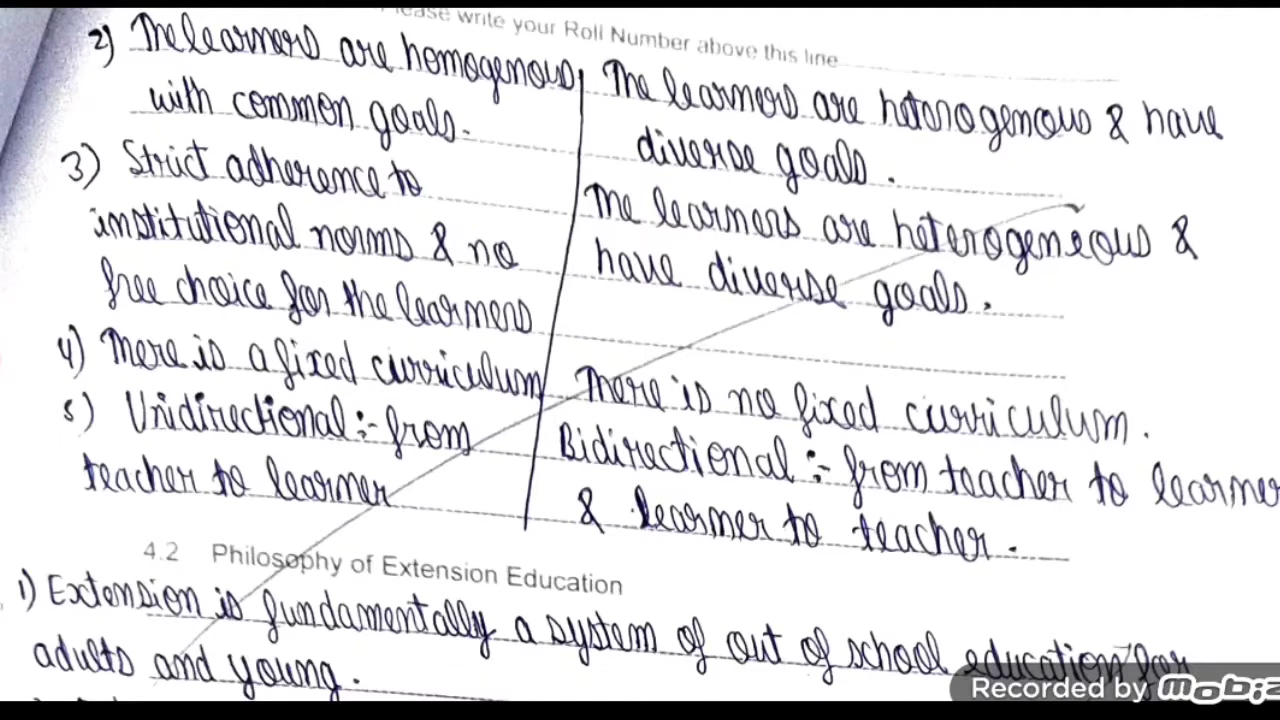 Please write your Roll Number above this line
2) The learners are homogenous
with common goals.
3) Strict adherence to
institutional norms & no
free choice for the learners
4) There is a fixed curriculum
5) Unidirectional :- from
teacher to learner
The learners are heterogenous & have
diverse goals.
The learners are heterogeneous &
have diverse goals.
There is no fixed curriculum.
Bidirectional :- from teacher to learner
& learner to teacher.
4.2 Philosophy of Extension Education
1) Extension is fundamentally a system of out of school education for
adults and young.
Recorded by